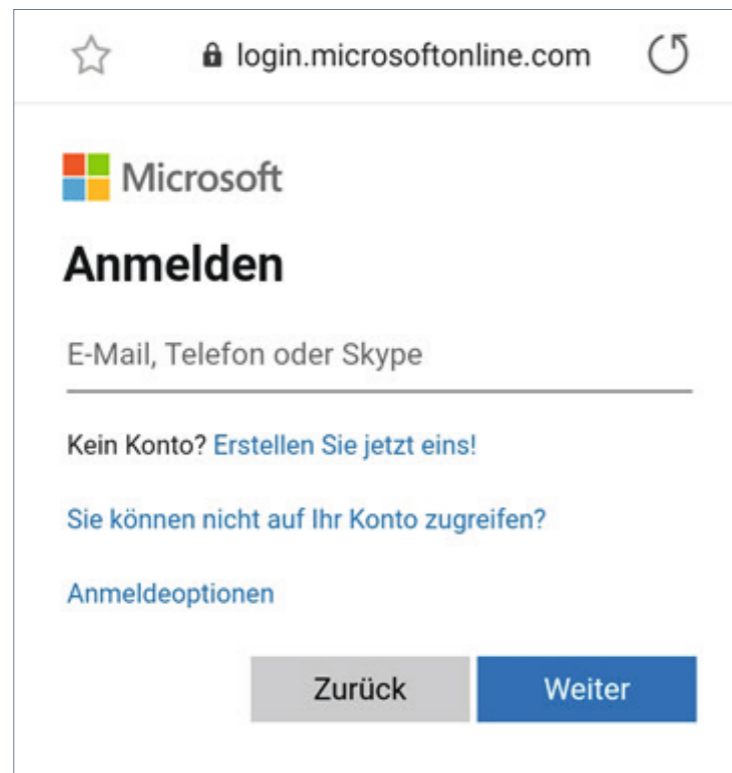 login.microsoftonline.com
Microsoft
Anmelden
E-Mail, Telefon oder Skype
Kein Konto? Erstellen Sie jetzt eins!
Sie können nicht auf Ihr Konto zugreifen?
Anmeldeoptionen
Zurück Weiter